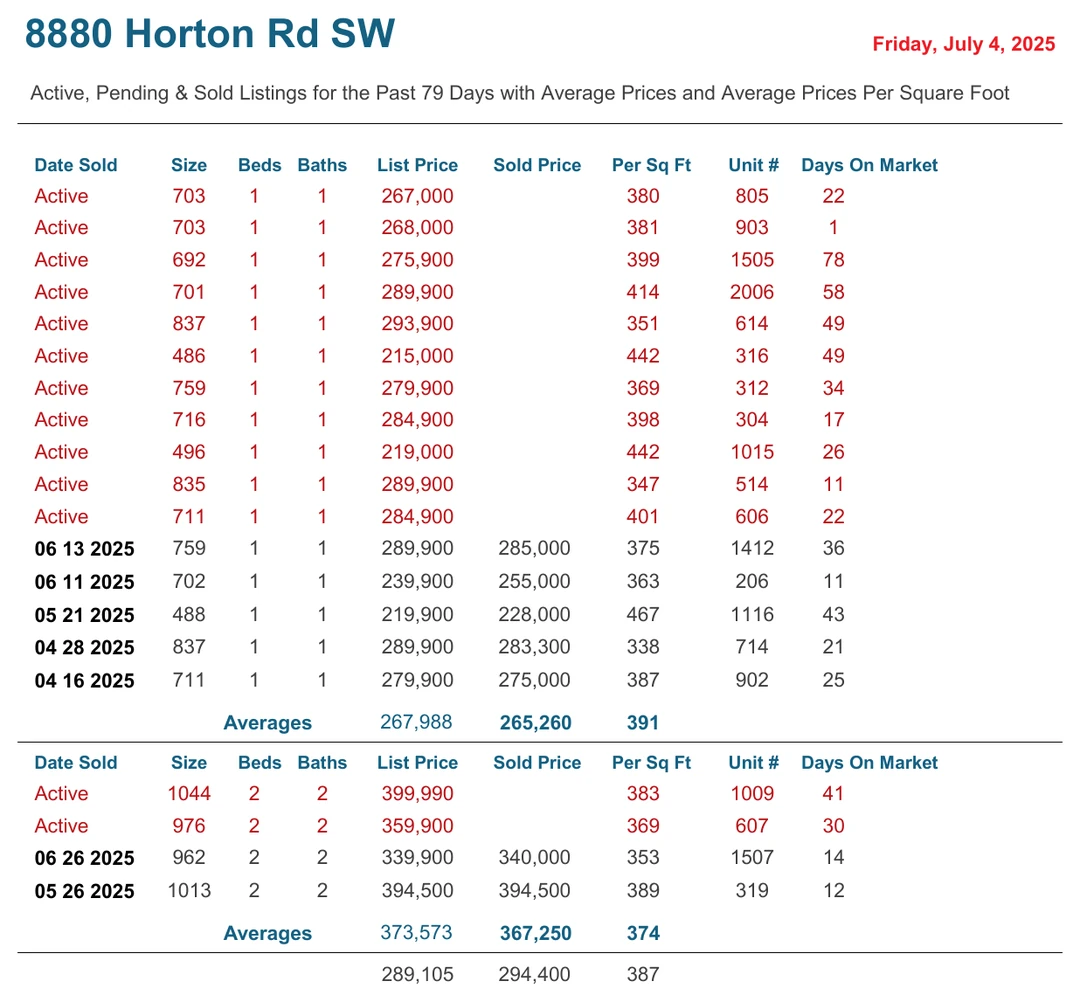 8880 Horton Rd SW
Friday, July 4, 2025
Active, Pending & Sold Listings for the Past 79 Days with Average Prices and Average Prices Per Square Foot
Date Sold Size Beds Baths List Price Sold Price Per Sq Ft Unit # Days On Market
Active 703 1 1 267,000 380 805 22
Active 703 1 1 268,000 381 903 1
Active 692 1 1 275,900 399 1505 78
Active 701 1 1 289,900 414 2006 58
Active 837 1 1 293,900 351 614 49
Active 486 1 1 215,000 442 316 49
Active 759 1 1 279,900 369 312 34
Active 716 1 1 284,900 398 304 17
Active 496 1 1 219,000 442 1015 26
Active 835 1 1 289,900 347 514 11
Active 711 1 1 284,900 401 606 22
06 13 2025 759 1 1 289,900 285,000 375 1412 36
06 11 2025 702 1 1 239,900 255,000 363 206 11
05 21 2025 488 1 1 219,900 228,000 467 1116 43
04 28 2025 837 1 1 289,900 283,300 338 714 21
04 16 2025 711 1 1 279,900 275,000 387 902 25
Averages 267,988 265,260 391
Date Sold Size Beds Baths List Price Sold Price Per Sq Ft Unit # Days On Market
Active 1044 2 2 399,990 383 1009 41
Active 976 2 2 359,900 369 607 30
06 26 2025 962 2 2 339,900 340,000 353 1507 14
05 26 2025 1013 2 2 394,500 394,500 389 319 12
Averages 373,573 367,250 374
289,105 294,400 387